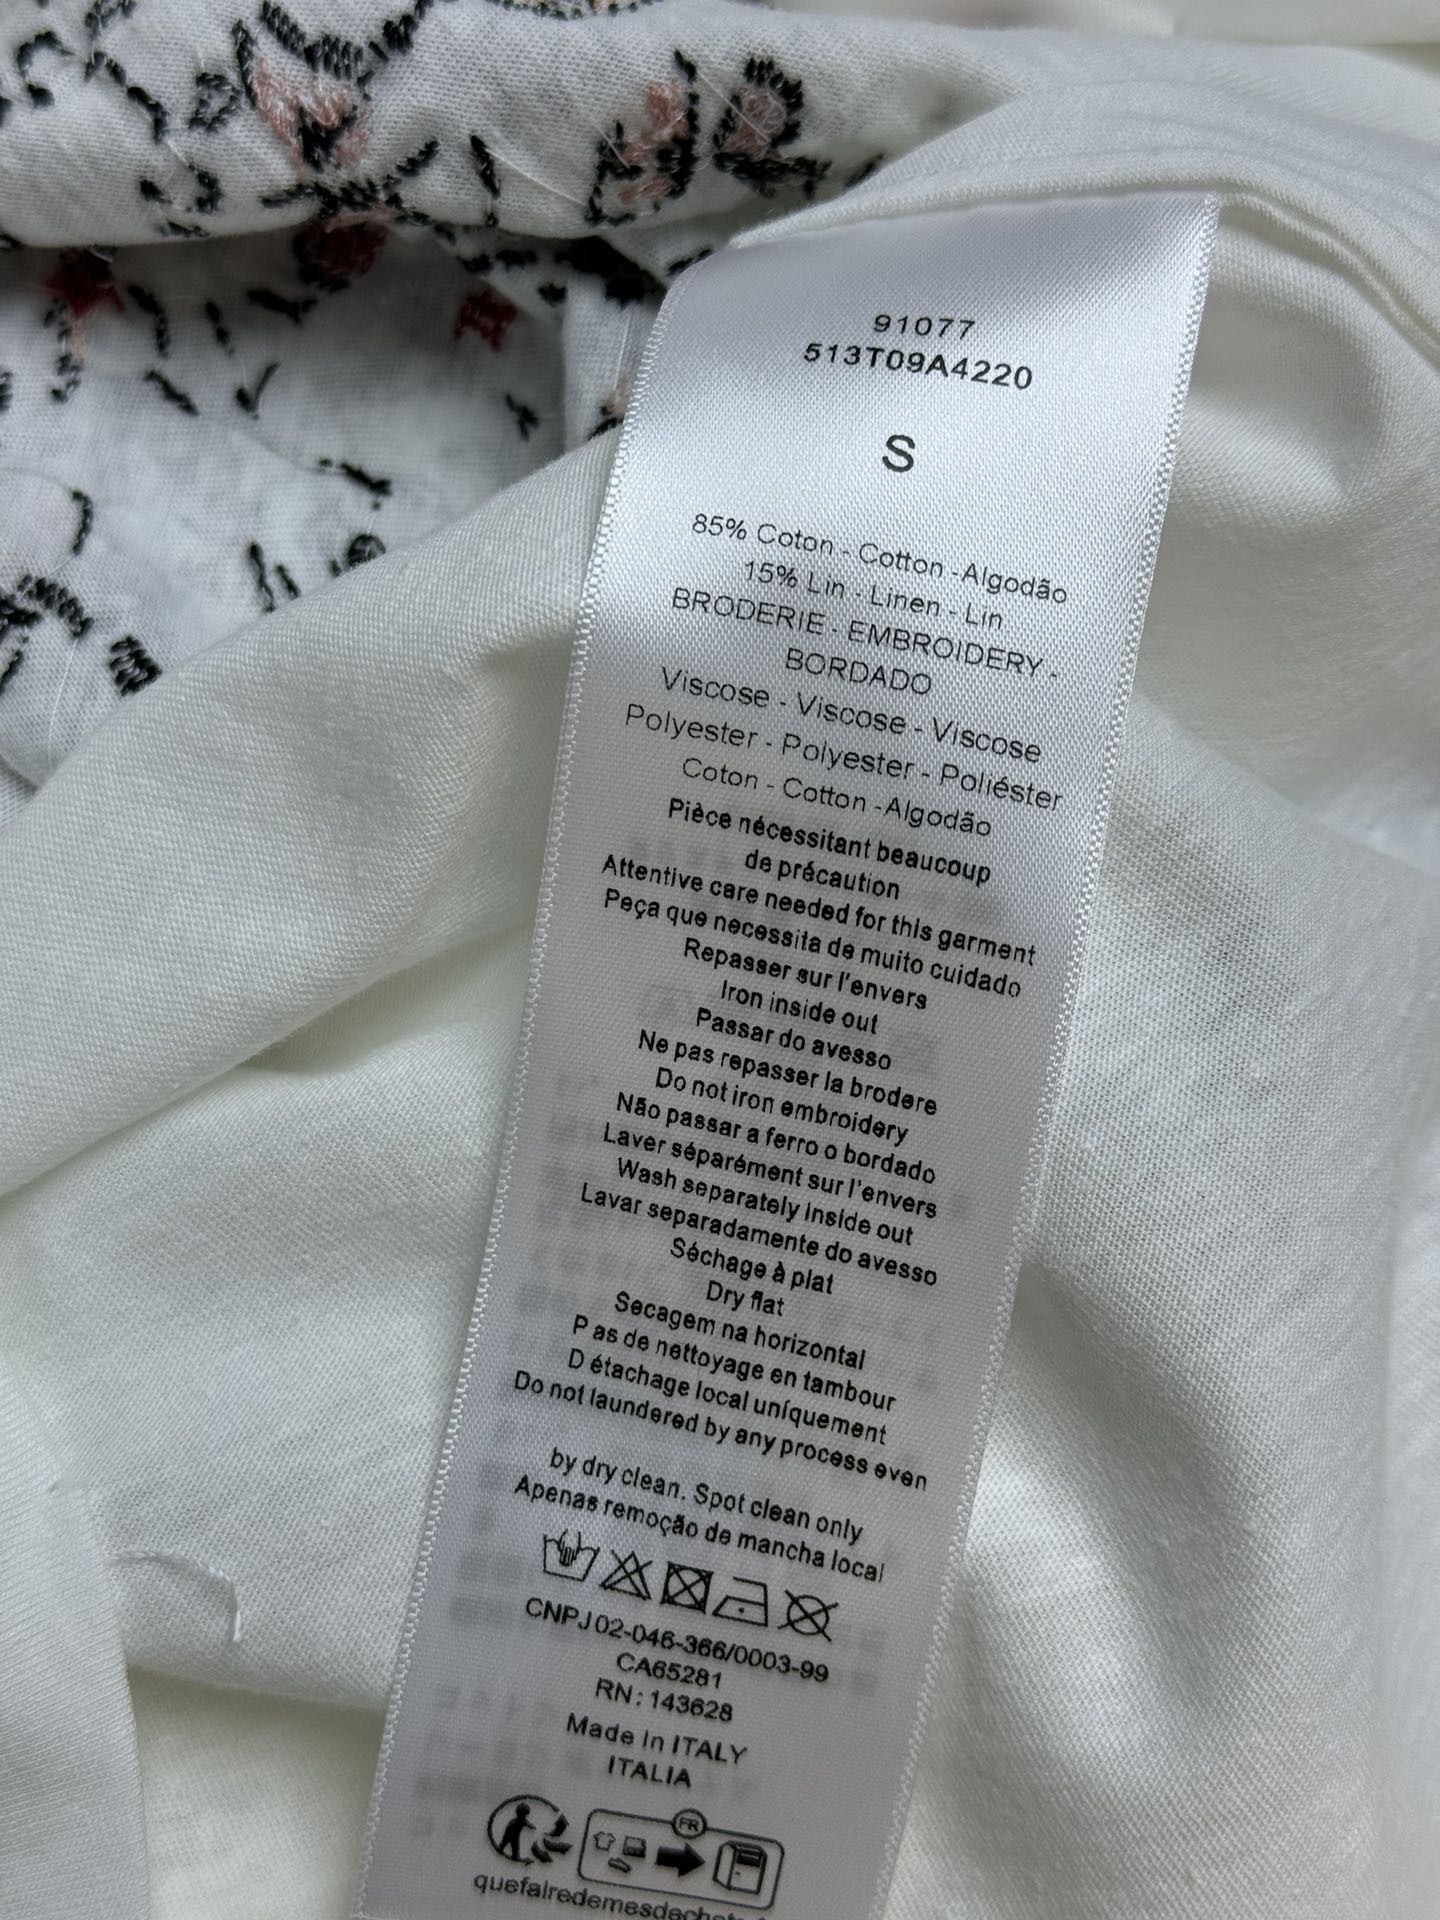 91077
513T09A4220
S
85% Coton - Cotton -Algodão
15% Lin - Linen - Lin
BRODERIE - EMBROIDERY -
BORDADO
Viscose - Viscose - Viscose
Polyester - Polyester - Poliéster
Coton - Cotton -Algodão
Pièce nécessitant beaucoup
de précaution
Attentive care needed for this garment
Peça que necessita de muito cuidado
Repasser sur l'envers
Iron inside out
Passar do avesso
Ne pas repasser la brodere
Do not iron embroidery
Não passar a ferro o bordado
Laver séparément sur l'envers
Wash separately inside out
Lavar separadamente do avesso
Séchage à plat
Dry flat
Secagem na horizontal
P as de nettoyage en tambour
D étachage local uníquement
Do not laundered by any process even
by dry clean. Spot clean only
Apenas remoção de mancha local
CNPJ 02-046-366/0003-99
CA65281
RN: 143628
Made in ITALY
ITALIA
FR